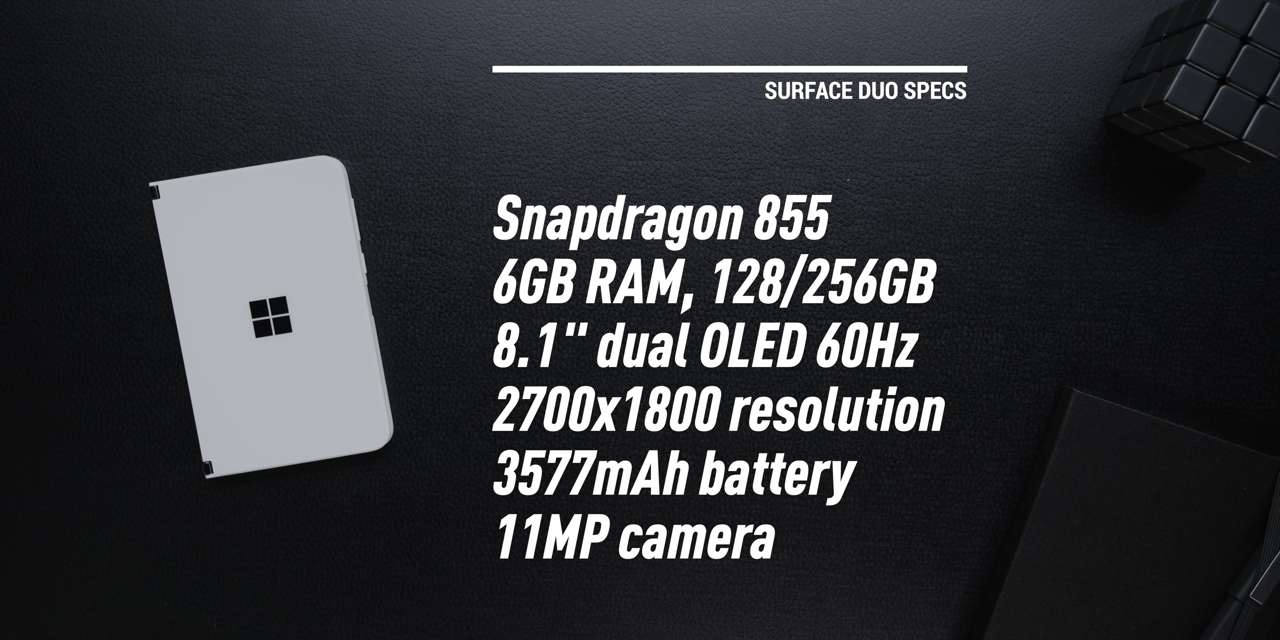 SURFACE DUO SPECS
Snapdragon 855
6GB RAM, 128/256GB
8.1" dual OLED 60Hz
2700x1800 resolution
3577mAh battery
11MP camera